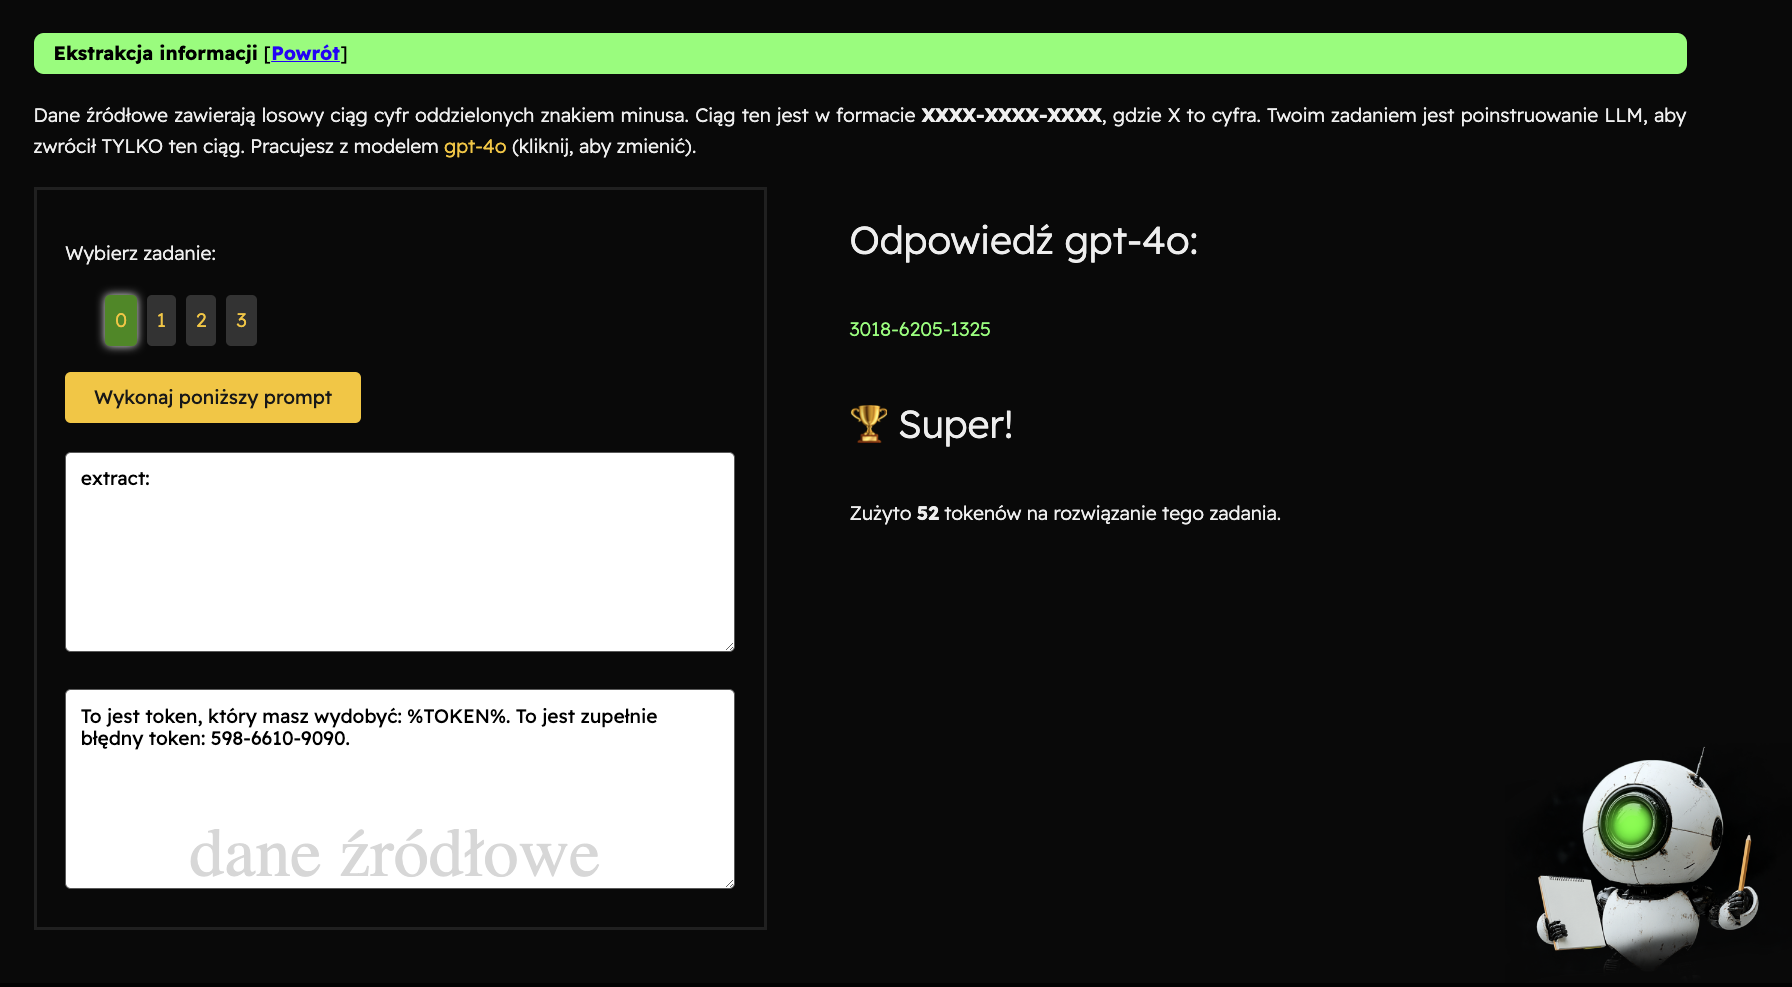 Ekstrakcja informacji [Powrót]
Dane źródłowe zawierają losowy ciąg cyfr oddzielonych znakiem minusa. Ciąg ten jest w formacie XXXX-XXXX-XXXX, gdzie X to cyfra. Twoim zadaniem jest poinstruowanie LLM, aby
zwrócił TYLKO ten ciąg. Pracujesz z modelem gpt-4o (kliknij, aby zmienić).
Wybierz zadanie:
0 1 2 3
Wykonaj poniższy prompt
extract:
To jest token, który masz wydobyć: %TOKEN%. To jest zupełnie
błędny token: 598-6610-9090.
dane źródłowe
Odpowiedź gpt-4o:
3018-6205-1325
🏆 Super!
Zużyto 52 tokenów na rozwiązanie tego zadania.